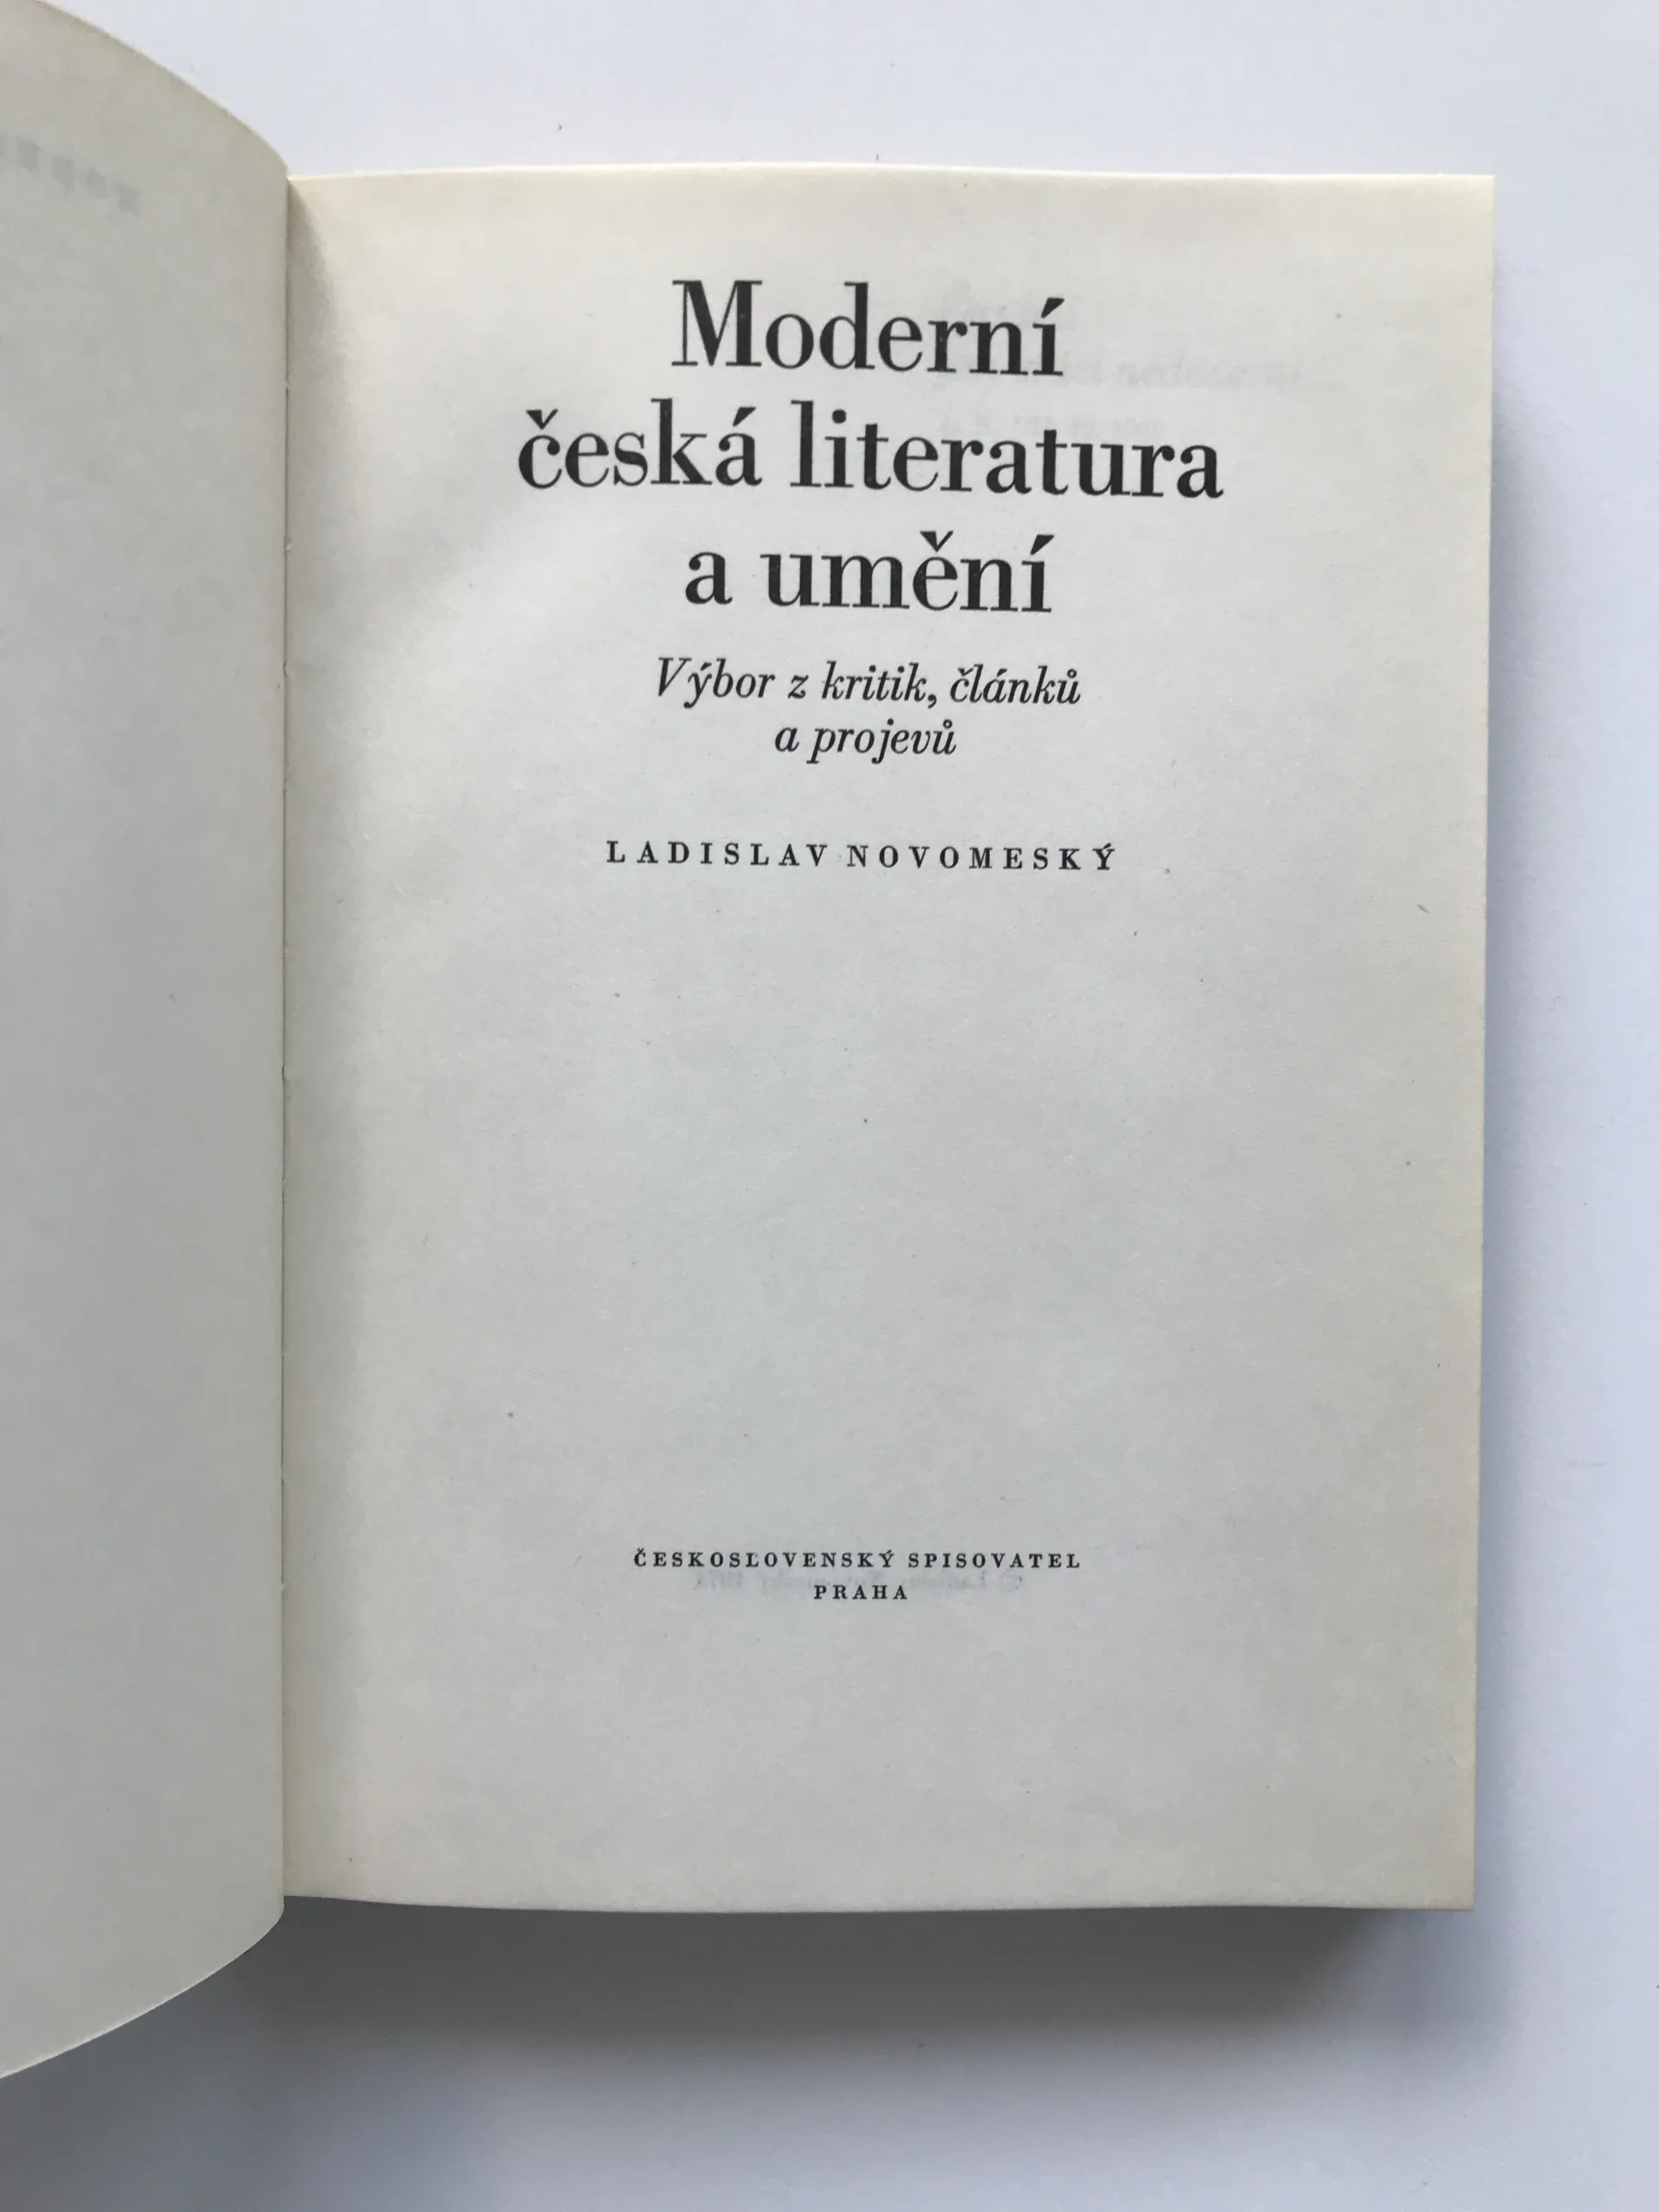 Moderní
česká literatura
a umění
Výbor z kritik, článků
a projevů
LADISLAV NOVOMESKÝ
ČESKOSLOVENSKÝ SPISOVATEL
PRAHA